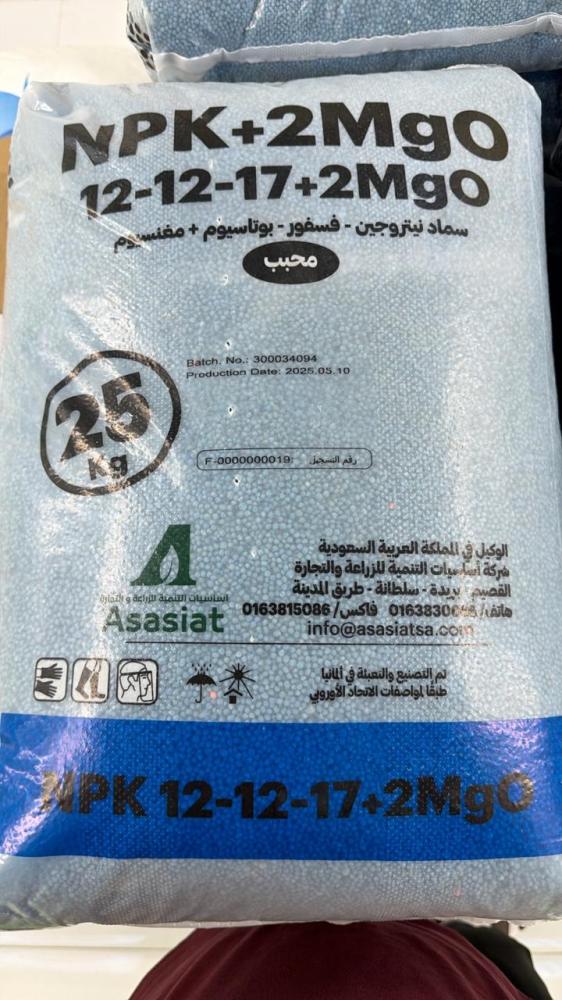 NPK+2MgO
12-12-17+2MgO
سماد نيتروجين - فسفور - بوتاسيوم + مغنسيوم
محبب
Batch. No.: 300034094
Production Date: 2025.05.10
25
Kg
رقم التسجيل :F-0000000019
الوكيل في المملكة العربية السعودية
شركة أساسيات التنمية للزراعة والتجارة
القصيم - بريدة - سلطانة - طريق المدينة
هاتف/ فاكس/ 0163815086
info@asasiatsa.com
أساسيات التنمية للزراعة و التجارة
Asasiat
تم التصنيع والتعبئة في ألمانيا
طبقًا لمواصفات الاتحاد الأوروبي
NPK 12-12-17+2MgO